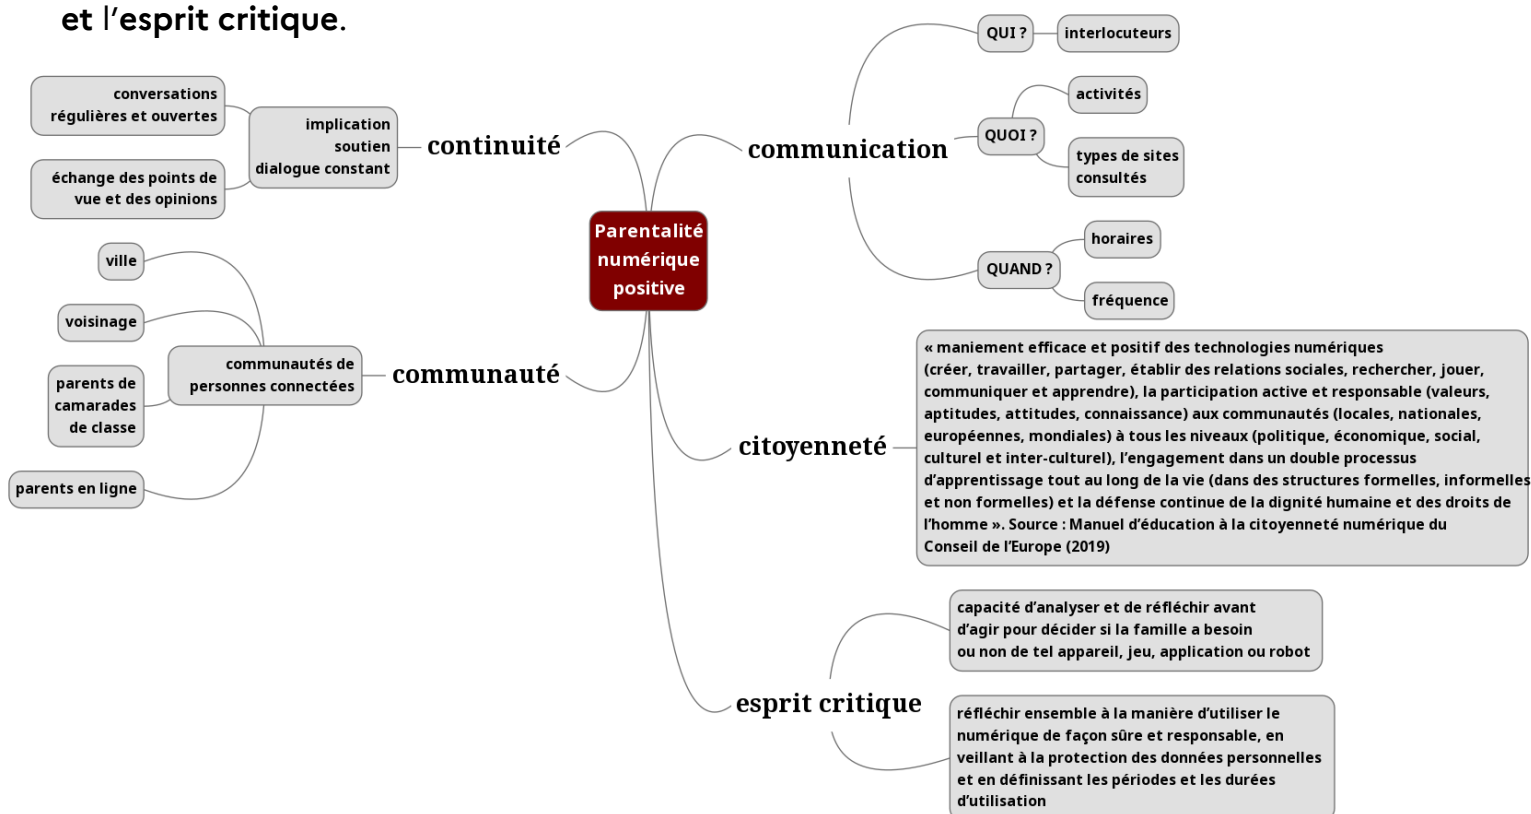 et l’esprit critique.
conversations
régulières et ouvertes
échange des points de
vue et des opinions
implication
soutien
dialogue constant
continuité
ville
voisinage
parents de
camarades
de classe
parents en ligne
communautés de
personnes connectées
communauté
Parentalité
numérique
positive
communication
QUI ?
interlocuteurs
QUOI ?
activités
types de sites
consultés
QUAND ?
horaires
fréquence
citoyenneté
« maniement efficace et positif des technologies numériques
(créer, travailler, partager, établir des relations sociales, rechercher, jouer,
communiquer et apprendre), la participation active et responsable (valeurs,
aptitudes, attitudes, connaissance) aux communautés (locales, nationales,
européennes, mondiales) à tous les niveaux (politique, économique, social,
culturel et inter-culturel), l’engagement dans un double processus
d’apprentissage tout au long de la vie (dans des structures formelles, informelles
et non formelles) et la défense continue de la dignité humaine et des droits de
l’homme ». Source : Manuel d’éducation à la citoyenneté numérique du
Conseil de l’Europe (2019)
esprit critique
capacité d’analyser et de réfléchir avant
d’agir pour décider si la famille a besoin
ou non de tel appareil, jeu, application ou robot
réfléchir ensemble à la manière d’utiliser le
numérique de façon sûre et responsable, en
veillant à la protection des données personnelles
et en définissant les périodes et les durées
d’utilisation